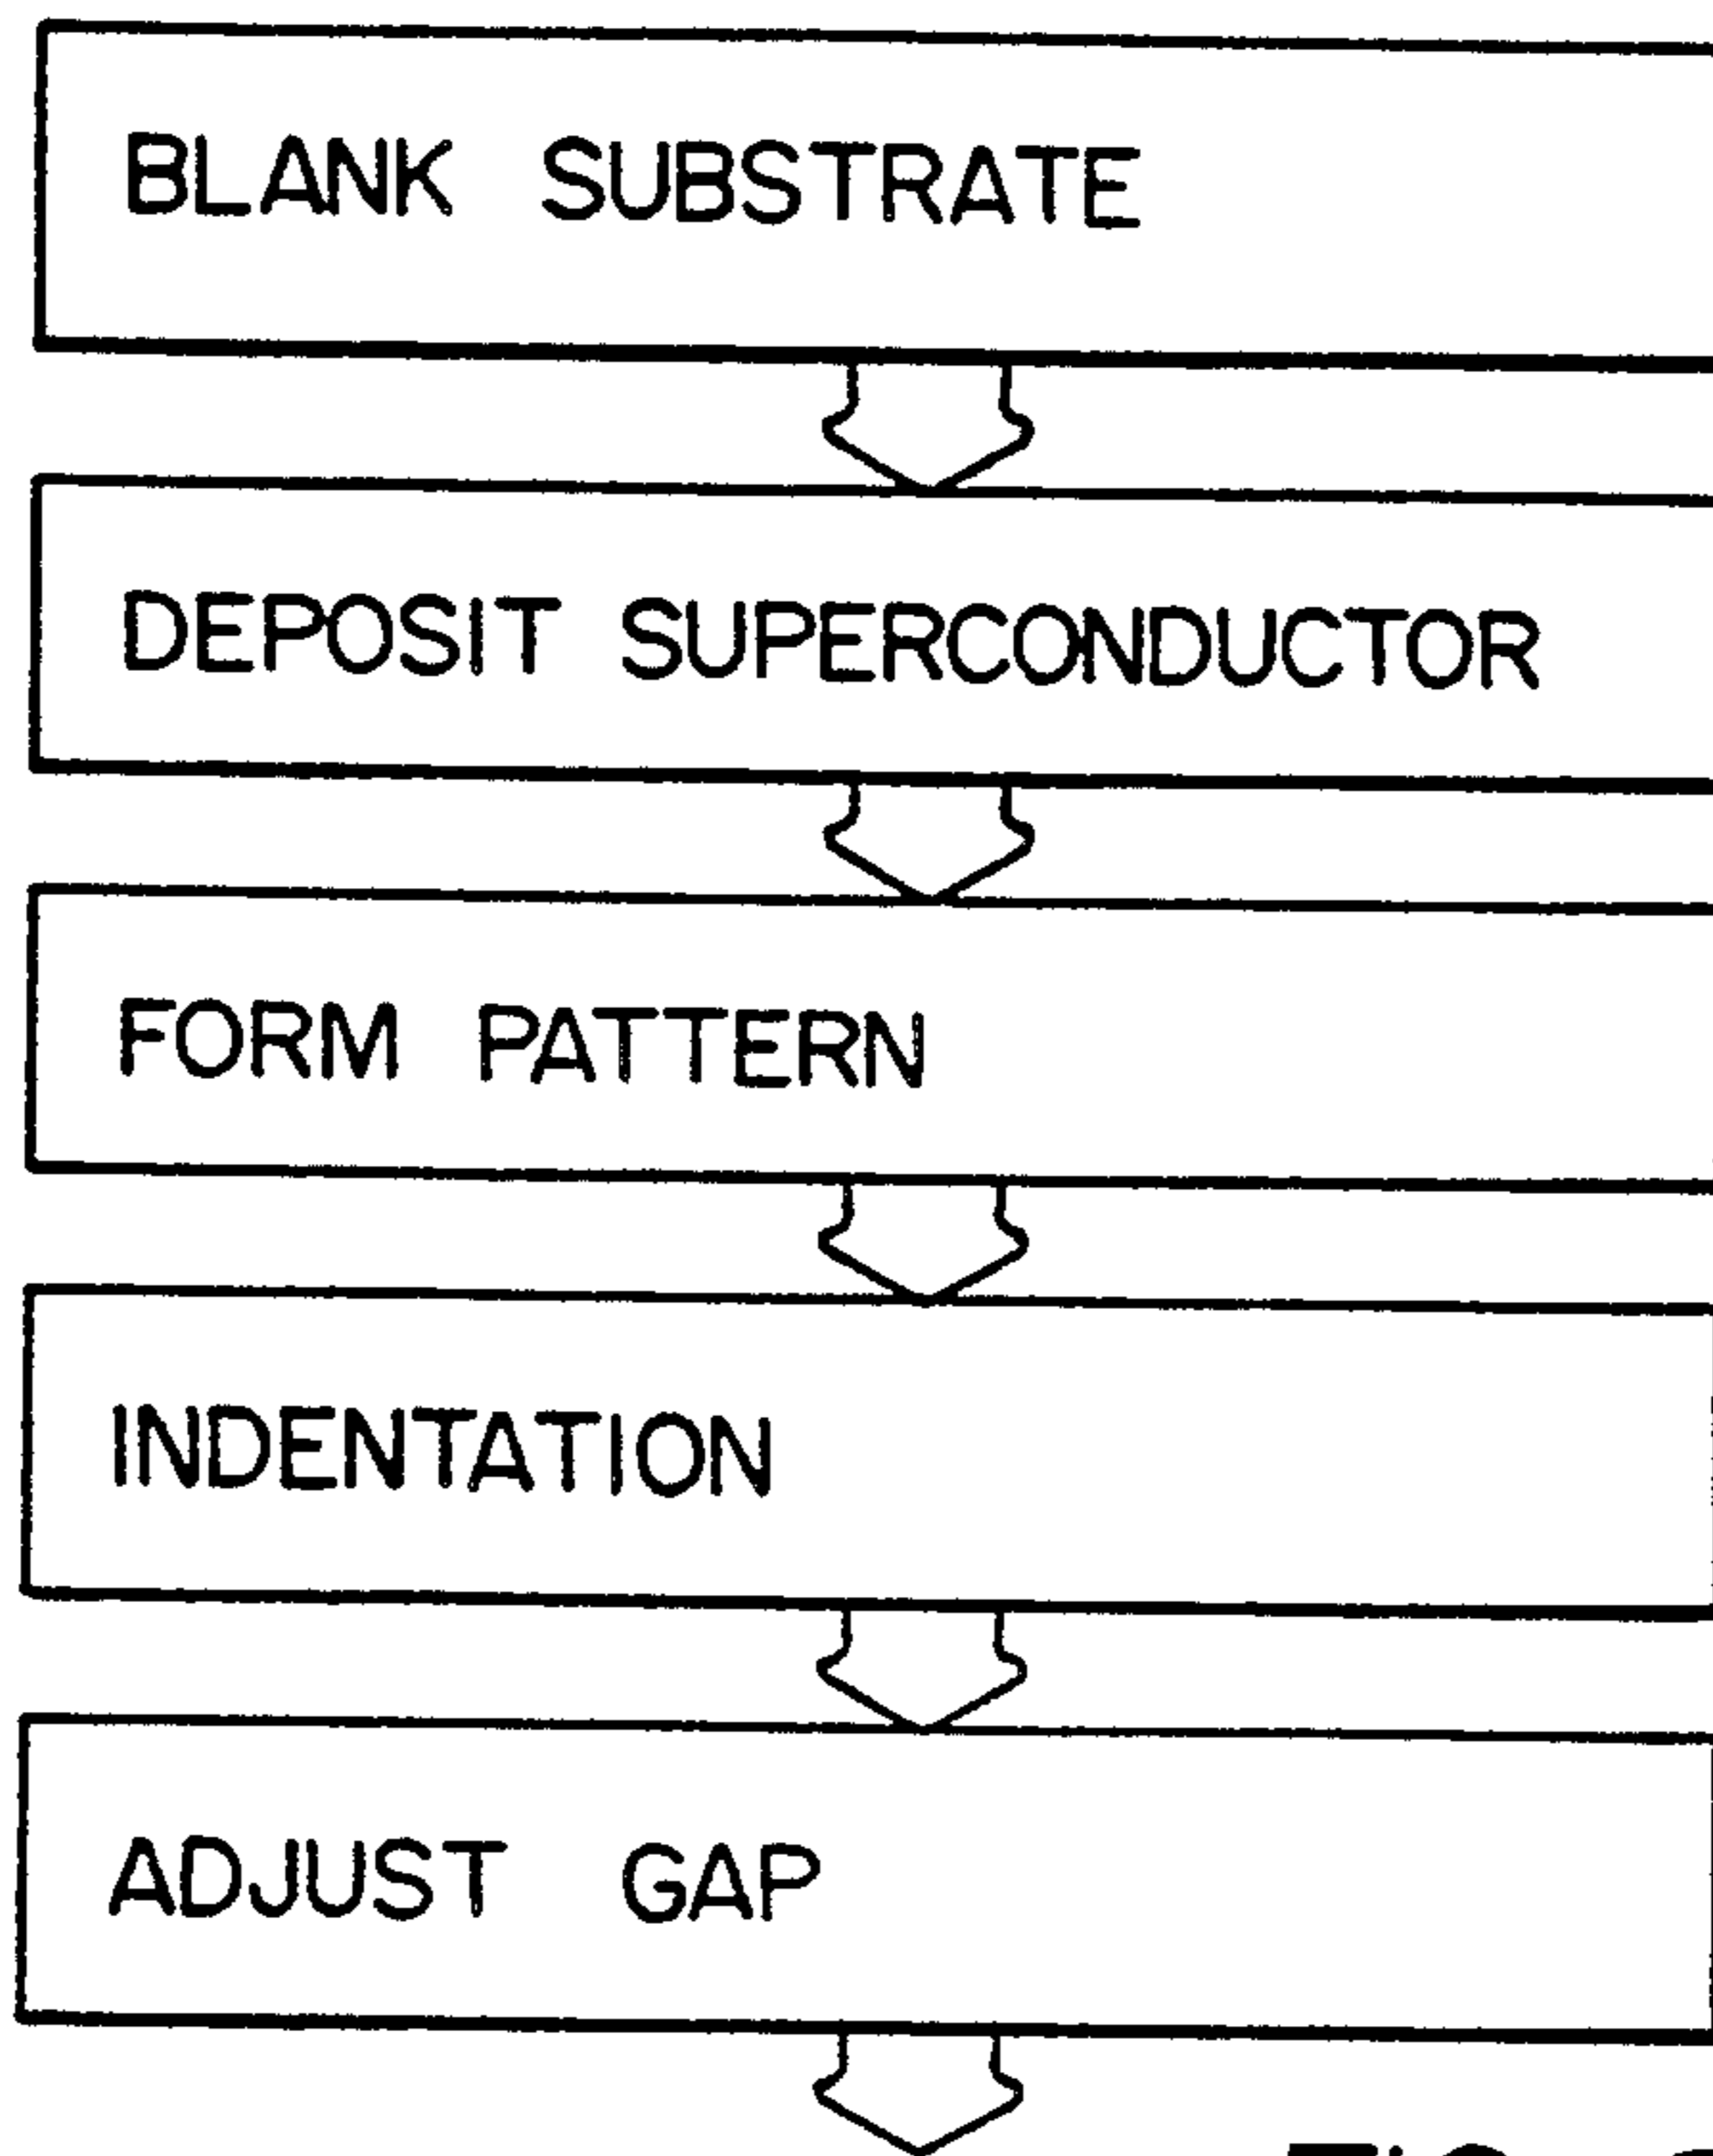 BLANK SUBSTRATE
DEPOSIT SUPERCONDUCTOR
FORM PATTERN
INDENTATION
ADJUST GAP